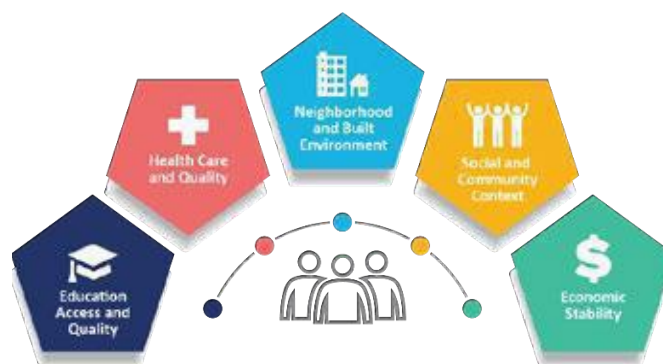 Education
Access and
Quality
Health Care
and Quality
Neighborhood
and Built
Environment
Social and
Community
Context
$
Economic
Stability